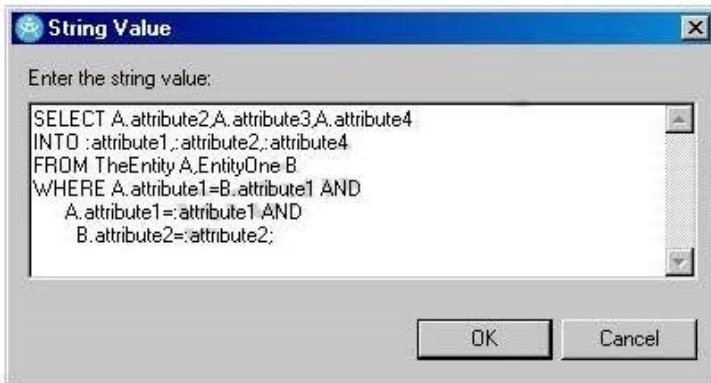 String Value
Enter the string value:
SELECT A.attribute2,A.attribute3,A.attribute4
INTO :attribute1,:attribute2,:attribute4
FROM TheEntity A,EntityOne B
WHERE A.attribute1=B.attribute1 AND
A.attribute1=:attribute1 AND
B.attribute2=:attribute2;
OK Cancel